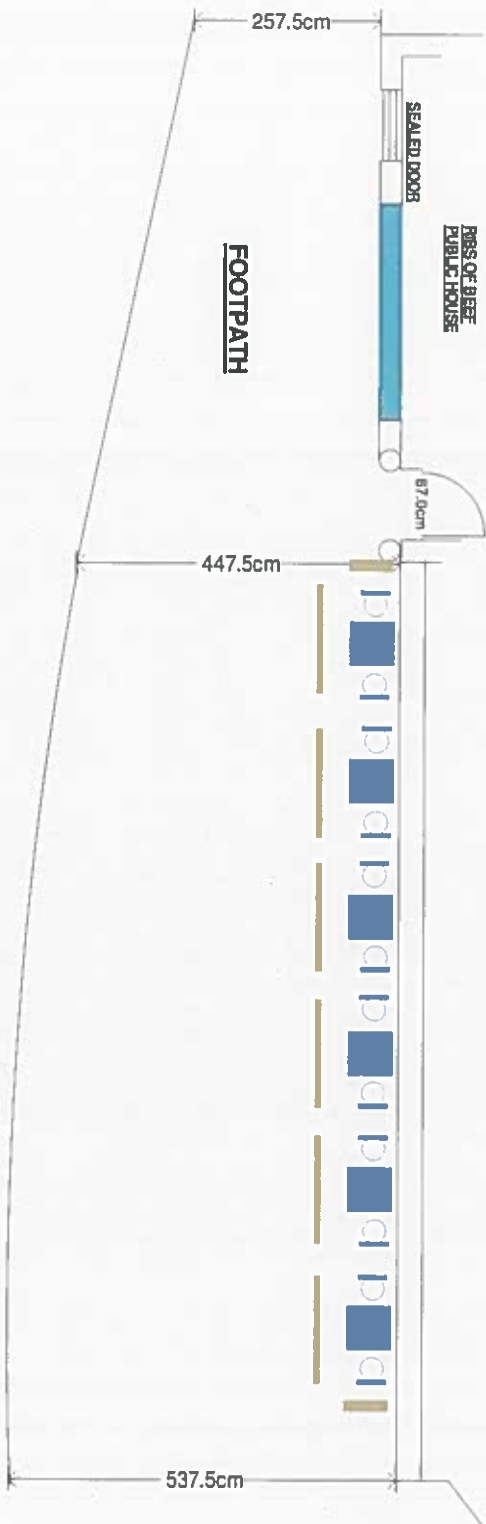 257.5cm
SEALED DOOR
RIBS OF BEEF
PUBLIC HOUSE
FOOTPATH
67.0cm
447.5cm
537.5cm